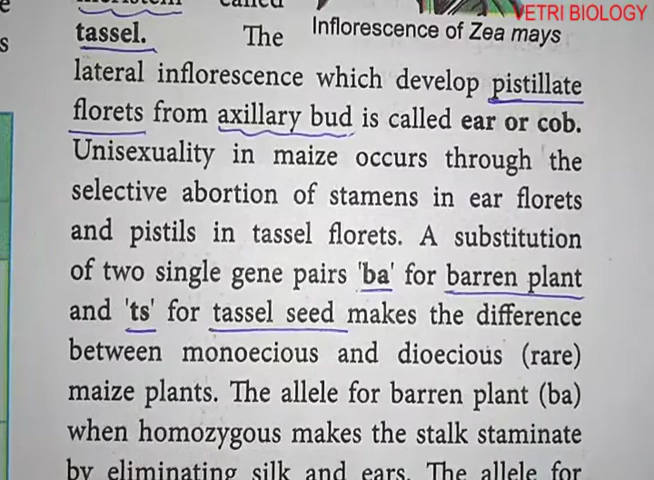 called
VETRI BIOLOGY
tassel. The
Inflorescence of Zea mays
s
lateral inflorescence which develop pistillate
florets from axillary bud is called ear or cob.
Unisexuality in maize occurs through the
selective abortion of stamens in ear florets
and pistils in tassel florets. A substitution
of two single gene pairs 'ba' for barren plant
and 'ts' for tassel seed makes the difference
between monoecious and dioecious (rare)
maize plants. The allele for barren plant (ba)
when homozygous makes the stalk staminate
by eliminating silk and ears. The allele for